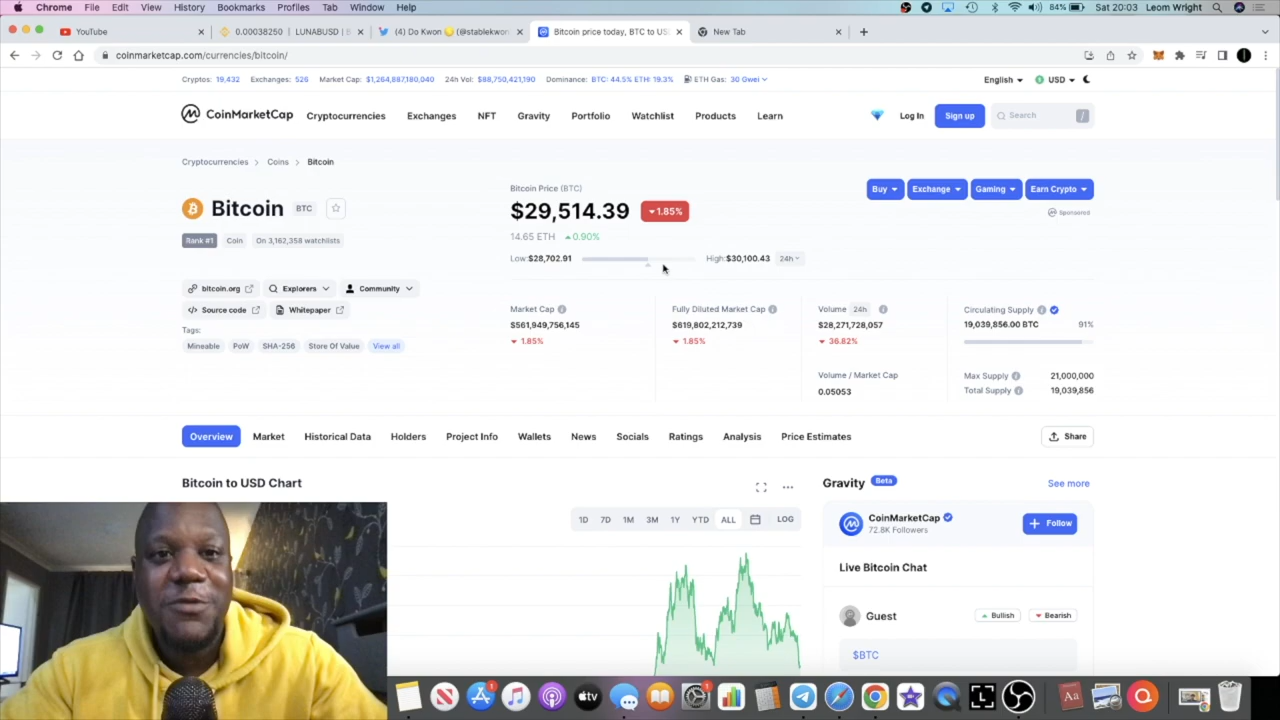 Chrome File Edit View History Bookmarks Profiles Tab Window Help 84% Sat 20:03 Leom Wright
YouTube 0.00038250 | LUNABUSD | B (4) Do Kwon (@stablekwon Bitcoin price today, BTC to US New Tab
coinmarketcap.com/currencies/bitcoin/
Cryptos: 19,432 Exchanges: 526 Market Cap: $1,264,887,180,040 24h Vol: $88,750,421,190 Dominance: BTC: 44.5% ETH: 19.3% ETH Gas: 30 Gwei English USD
CoinMarketCap Cryptocurrencies Exchanges NFT Gravity Portfolio Watchlist Products Learn Log In Sign up Search /
Cryptocurrencies > Coins > Bitcoin
Bitcoin Price (BTC)
Buy Exchange Gaming Earn Crypto
Bitcoin BTC $29,514.39 1.85%
Sponsored
14.65 ETH 0.90%
Rank #1 Coin On 3,162,358 watchlists
Low:$28,702.91 High:$30,100.43 24h
bitcoin.org Explorers Community
Source code Whitepaper
Market Cap Fully Diluted Market Cap Volume 24h Circulating Supply
$561,949,756,145 $619,802,212,739 $28,271,728,057 19,039,856.00 BTC 91%
Tags:
1.85% 1.85% 36.82%
Mineable PoW SHA-256 Store Of Value View all
Volume / Market Cap Max Supply 21,000,000
0.05053 Total Supply 19,039,856
Overview Market Historical Data Holders Project Info Wallets News Socials Ratings Analysis Price Estimates Share
Bitcoin to USD Chart
Gravity Beta See more
1D 7D 1M 3M 1Y YTD ALL LOG
CoinMarketCap
72.8K Followers
+ Follow
Live Bitcoin Chat
Guest Bullish Bearish
$BTC
tv
Aa